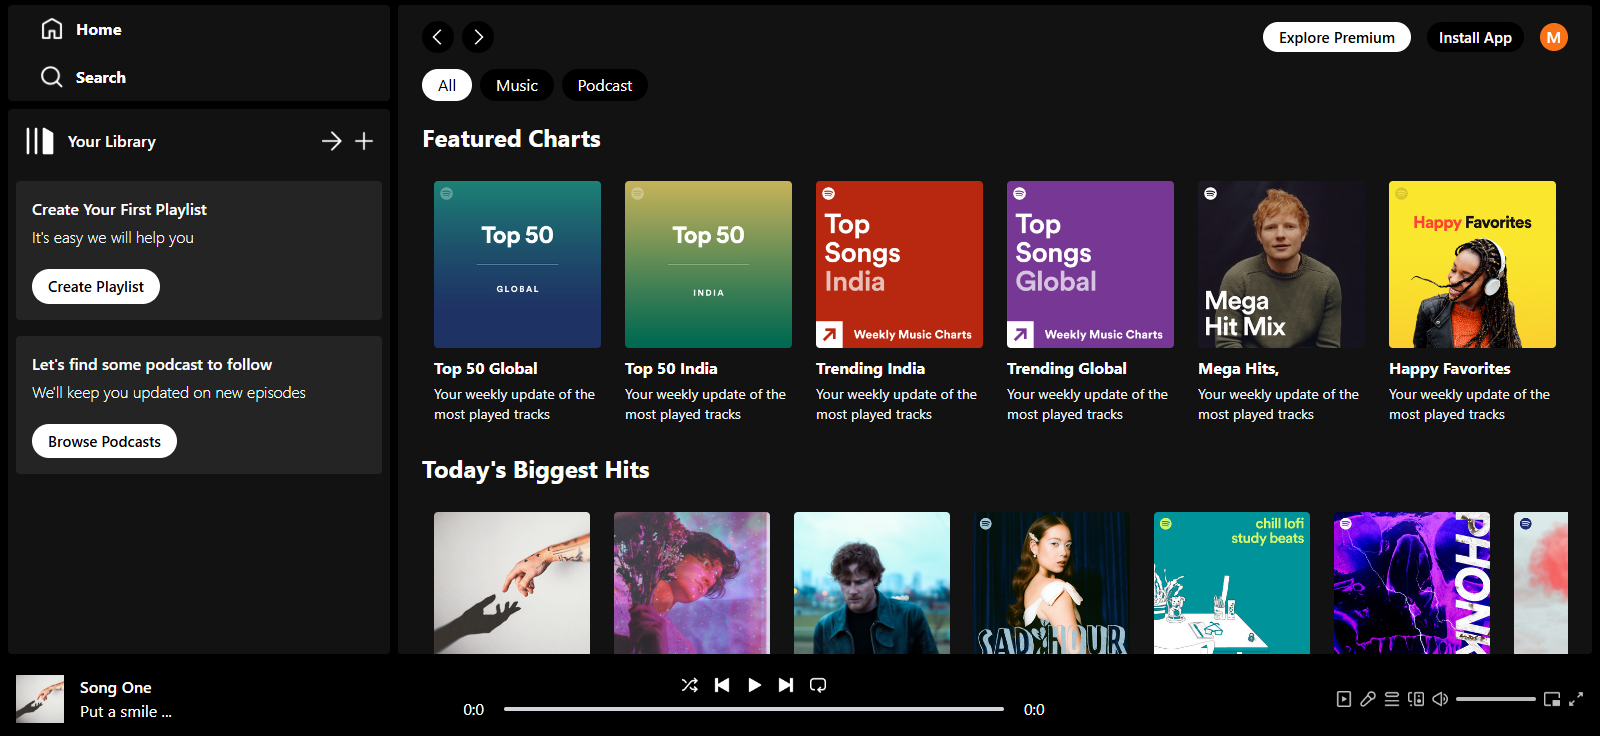 Home
Search
Your Library
Create Your First Playlist
It's easy we will help you
Create Playlist
Let's find some podcast to follow
We'll keep you updated on new episodes
Browse Podcasts
Explore Premium
Install App
M
All
Music
Podcast
Featured Charts
Top 50
GLOBAL
Top 50 Global
Your weekly update of the
most played tracks
Top 50
INDIA
Top 50 India
Your weekly update of the
most played tracks
Top
Songs
India
Weekly Music Charts
Trending India
Your weekly update of the
most played tracks
Top
Songs
Global
Weekly Music Charts
Trending Global
Your weekly update of the
most played tracks
Mega
Hit Mix
Mega Hits,
Your weekly update of the
most played tracks
Happy Favorites
Happy Favorites
Your weekly update of the
most played tracks
Today's Biggest Hits
SAD HOUR
chill lofi
study beats
PHONK
Song One
Put a smile ...
0:0
0:0